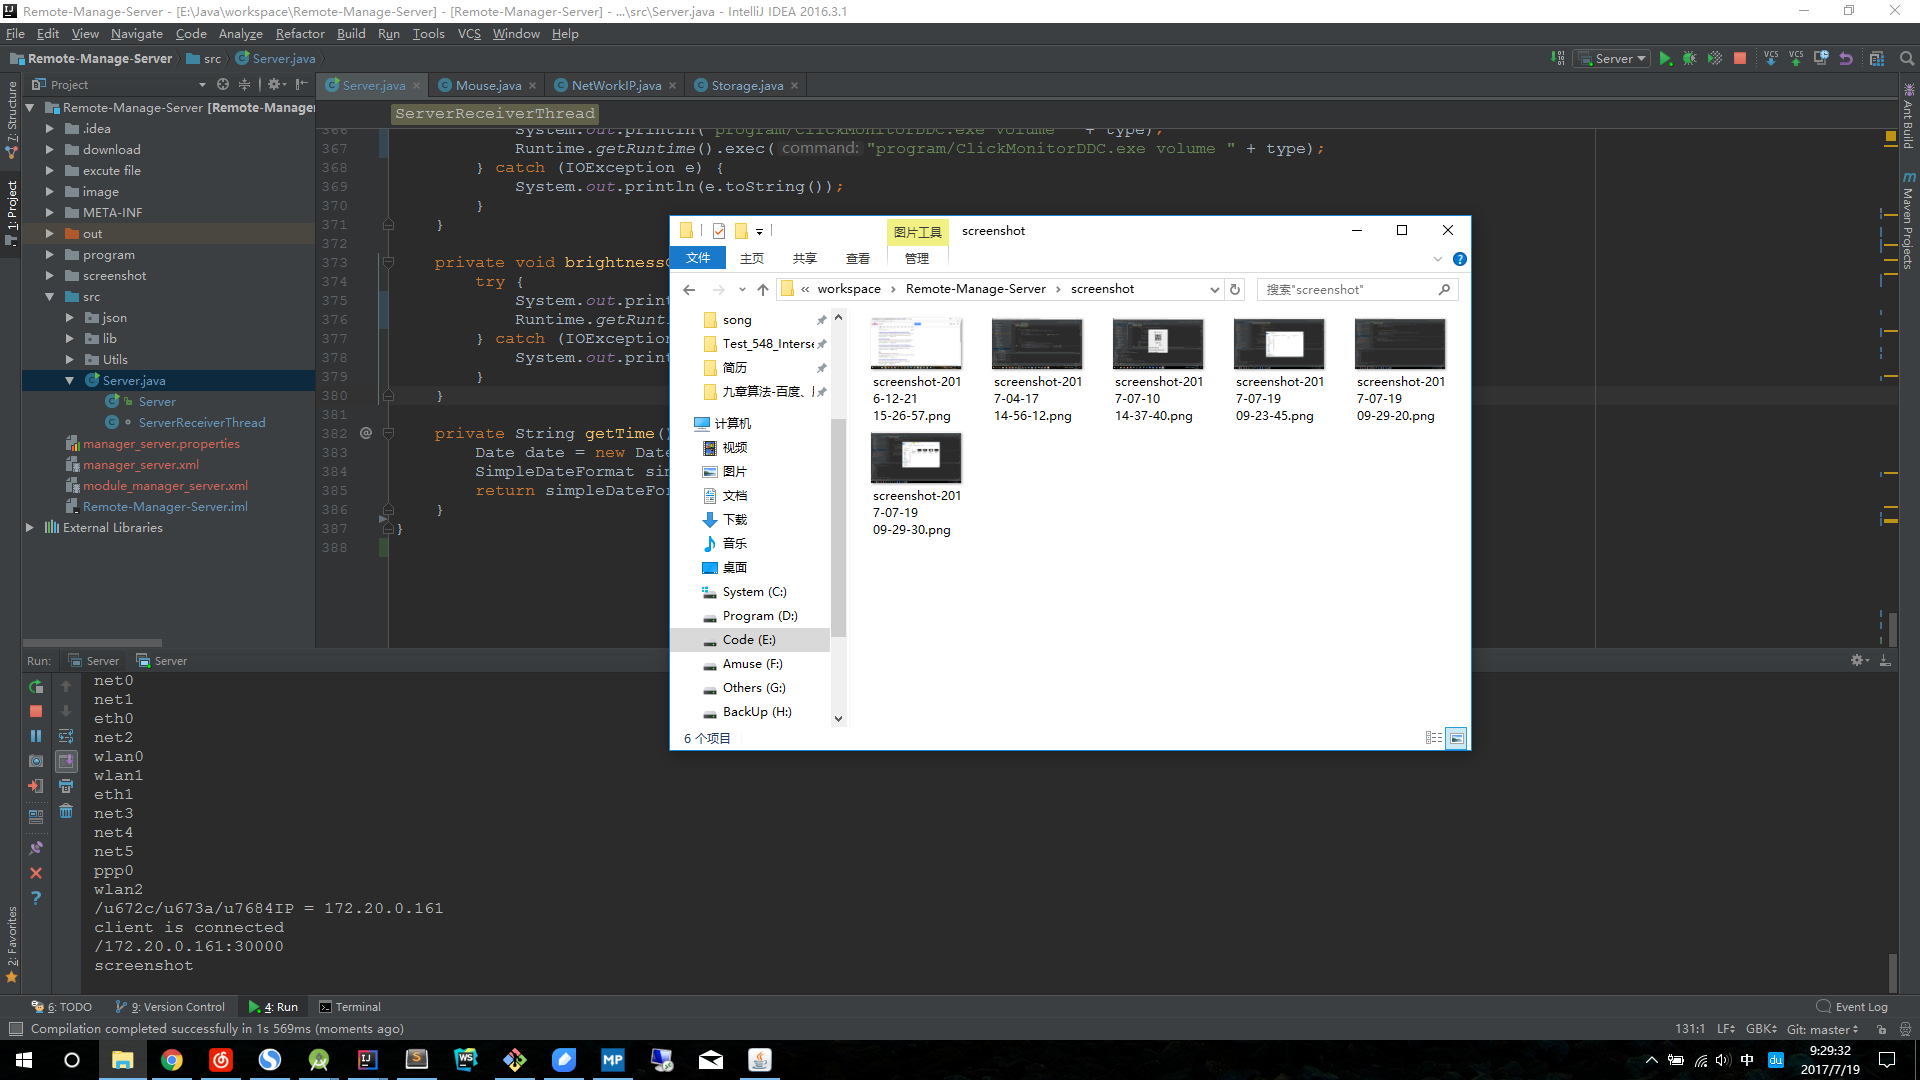 Remote-Manage-Server - [E:\Java\workspace\Remote-Manage-Server] - [Remote-Manager-Server] - ...\src\Server.java - IntelliJ IDEA 2016.3.1
File Edit View Navigate Code Analyze Refactor Build Run Tools VCS Window Help
Remote-Manage-Server src Server.java
Server
VCS VCS
Project
Server.java Mouse.java NetWorkIP.java Storage.java
7: Structure
1: Project
2: Favorites
Ant Build
Maven Projects
Remote-Manage-Server [Remote-Manager
.idea
download
excute file
image
META-INF
out
program
screenshot
src
json
lib
Utils
Server.java
Server
ServerReceiverThread
manager_server.properties
manager_server.xml
module_manager_server.xml
Remote-Manager-Server.iml
External Libraries
ServerReceiverThread
366 System.out.println("program/ClickMonitorDDC.exe volume " + type);
367 Runtime.getRuntime().exec( command: "program/ClickMonitorDDC.exe volume " + type);
368 } catch (IOException e) {
369 System.out.println(e.toString());
370 }
371 }
372
373 private void brightness
374 try {
375 System.out.print
376 Runtime.getRunt
377 } catch (IOException
378 System.out.print
379 }
380 }
381
382 @ private String getTime()
383 Date date = new Date
384 SimpleDateFormat sim
385 return simpleDateFor
386 }
387 }
388
图片工具 screenshot
文件 主页 共享 查看 管理
« workspace › Remote-Manage-Server › screenshot
搜索"screenshot"
song
Test_548_Interse
简历
九章算法-百度、
计算机
视频
图片
文档
下载
音乐
桌面
System (C:)
Program (D:)
Code (E:)
Amuse (F:)
Others (G:)
BackUp (H:)
screenshot-2016-12-21 15-26-57.png
screenshot-2017-04-17 14-56-12.png
screenshot-2017-07-10 14-37-40.png
screenshot-2017-07-19 09-23-45.png
screenshot-2017-07-19 09-29-20.png
screenshot-2017-07-19 09-29-30.png
6 个项目
Run: Server Server
net0
net1
eth0
net2
wlan0
wlan1
eth1
net3
net4
net5
ppp0
wlan2
/u672c/u673a/u7684IP = 172.20.0.161
client is connected
/172.20.0.161:30000
screenshot
6: TODO 9: Version Control 4: Run Terminal Event Log
Compilation completed successfully in 1s 569ms (moments ago) 131:1 LF÷ GBK÷ Git: master÷
WS
MP
中 du
9:29:32
2017/7/19